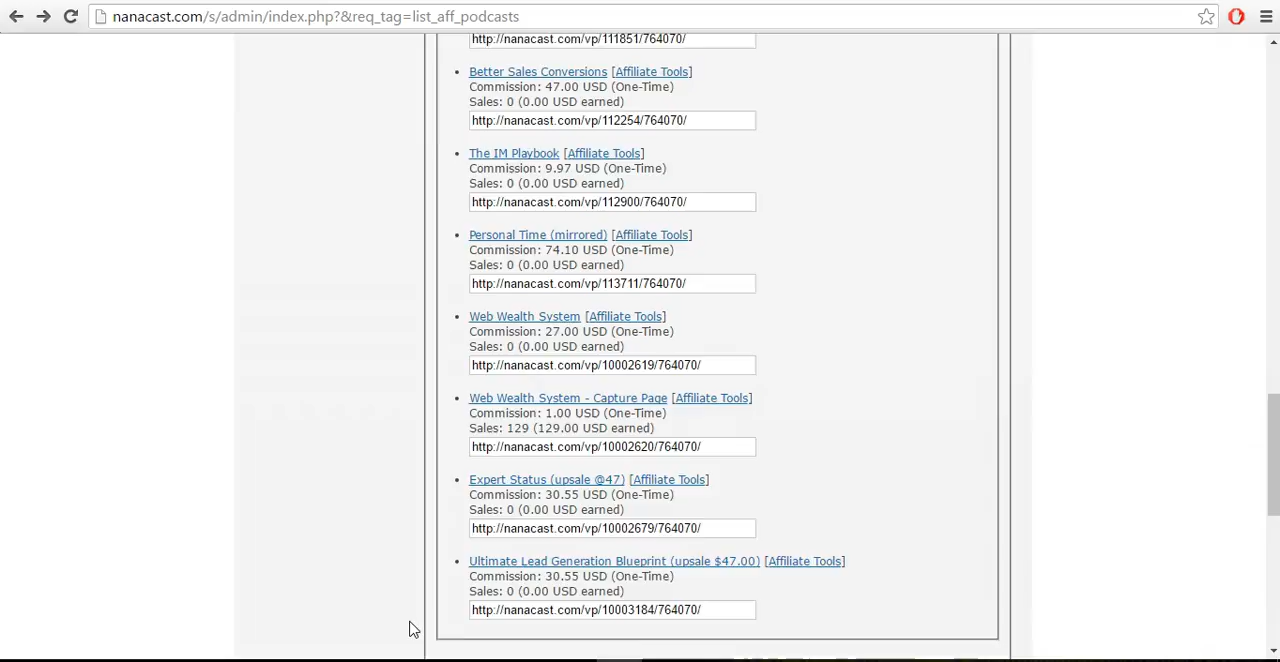 nanacast.com/s/admin/index.php?&req_tag=list_aff_podcasts
http://nanacast.com/vp/111851/764070/
Better Sales Conversions [Affiliate Tools]
Commission: 47.00 USD (One-Time)
Sales: 0 (0.00 USD earned)
http://nanacast.com/vp/112254/764070/
The IM Playbook [Affiliate Tools]
Commission: 9.97 USD (One-Time)
Sales: 0 (0.00 USD earned)
http://nanacast.com/vp/112900/764070/
Personal Time (mirrored) [Affiliate Tools]
Commission: 74.10 USD (One-Time)
Sales: 0 (0.00 USD earned)
http://nanacast.com/vp/113711/764070/
Web Wealth System [Affiliate Tools]
Commission: 27.00 USD (One-Time)
Sales: 0 (0.00 USD earned)
http://nanacast.com/vp/10002619/764070/
Web Wealth System - Capture Page [Affiliate Tools]
Commission: 1.00 USD (One-Time)
Sales: 129 (129.00 USD earned)
http://nanacast.com/vp/10002620/764070/
Expert Status (upsale @47) [Affiliate Tools]
Commission: 30.55 USD (One-Time)
Sales: 0 (0.00 USD earned)
http://nanacast.com/vp/10002679/764070/
Ultimate Lead Generation Blueprint (upsale $47.00) [Affiliate Tools]
Commission: 30.55 USD (One-Time)
Sales: 0 (0.00 USD earned)
http://nanacast.com/vp/10003184/764070/